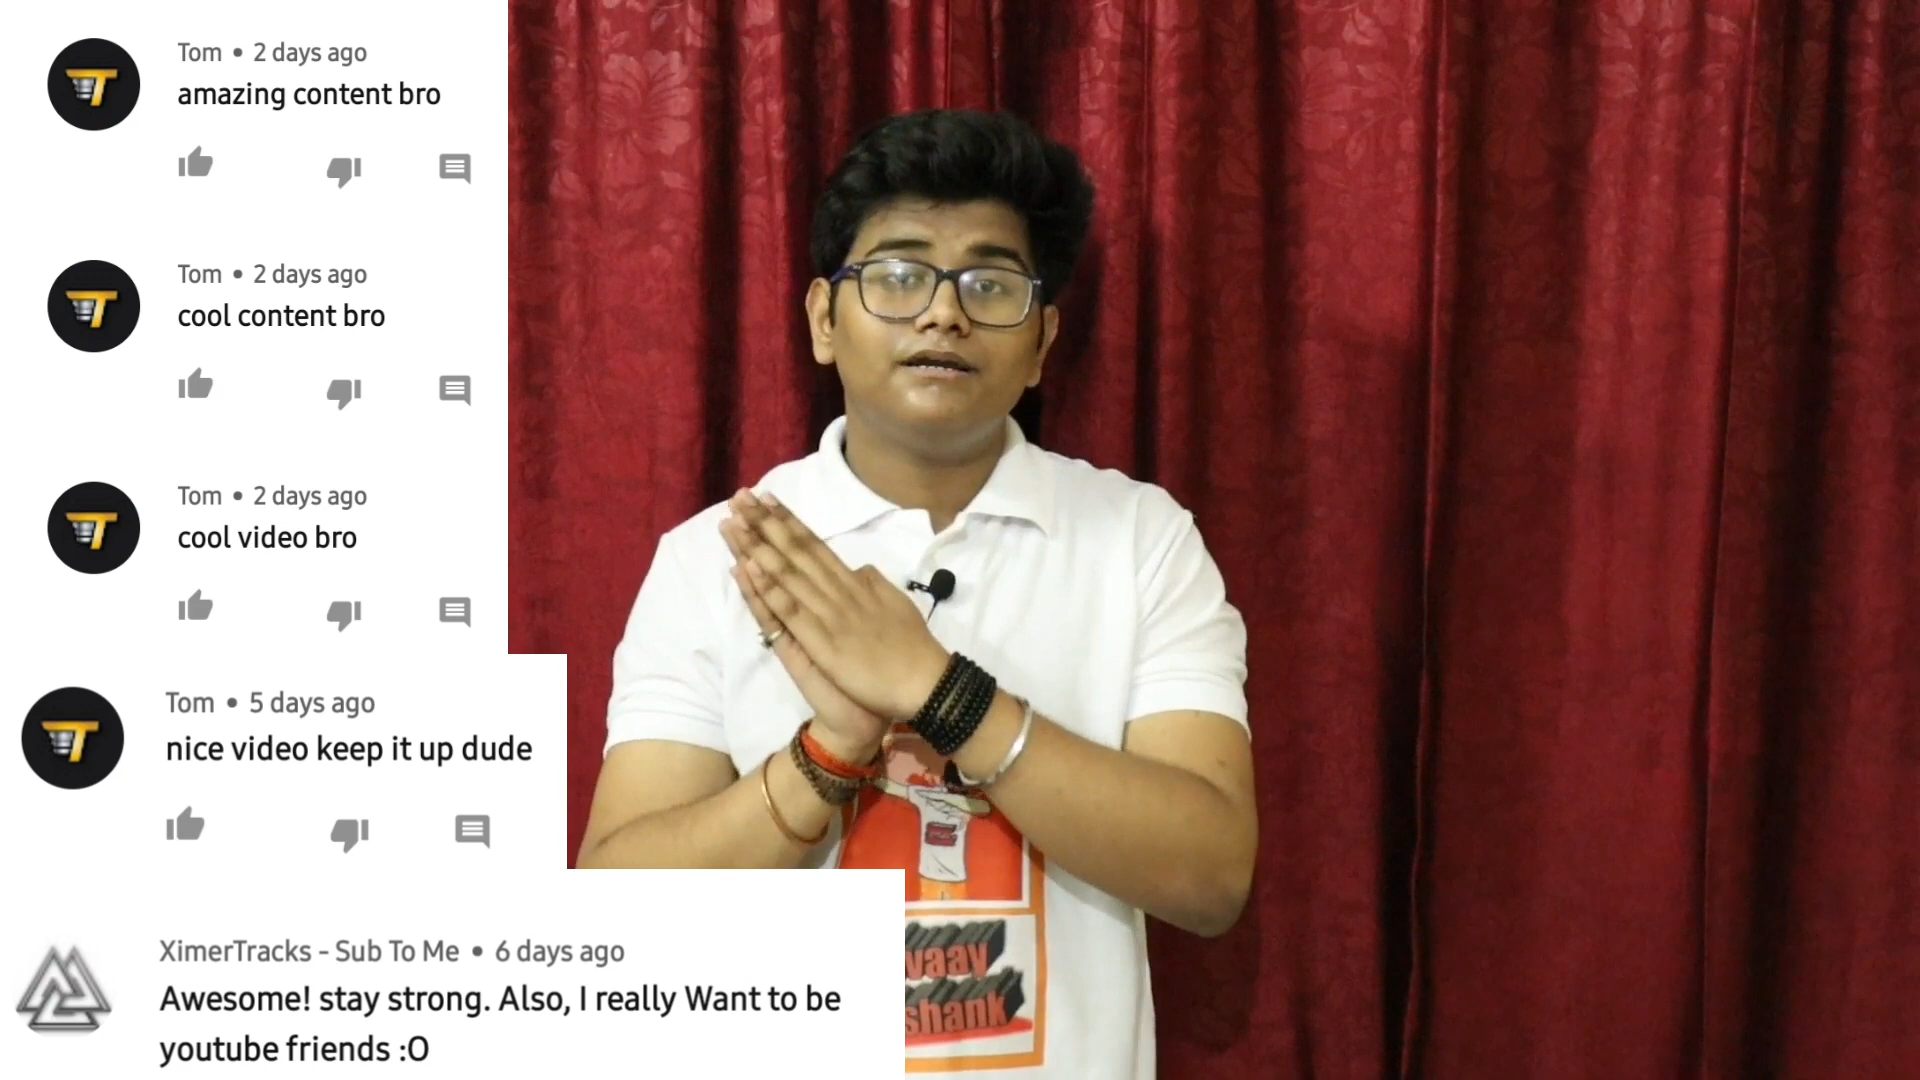 Tom • 2 days ago
amazing content bro
Tom • 2 days ago
cool content bro
Tom • 2 days ago
cool video bro
Tom • 5 days ago
nice video keep it up dude
XimerTracks - Sub To Me • 6 days ago
Awesome! stay strong. Also, I really Want to be
youtube friends :O
vaay
shank